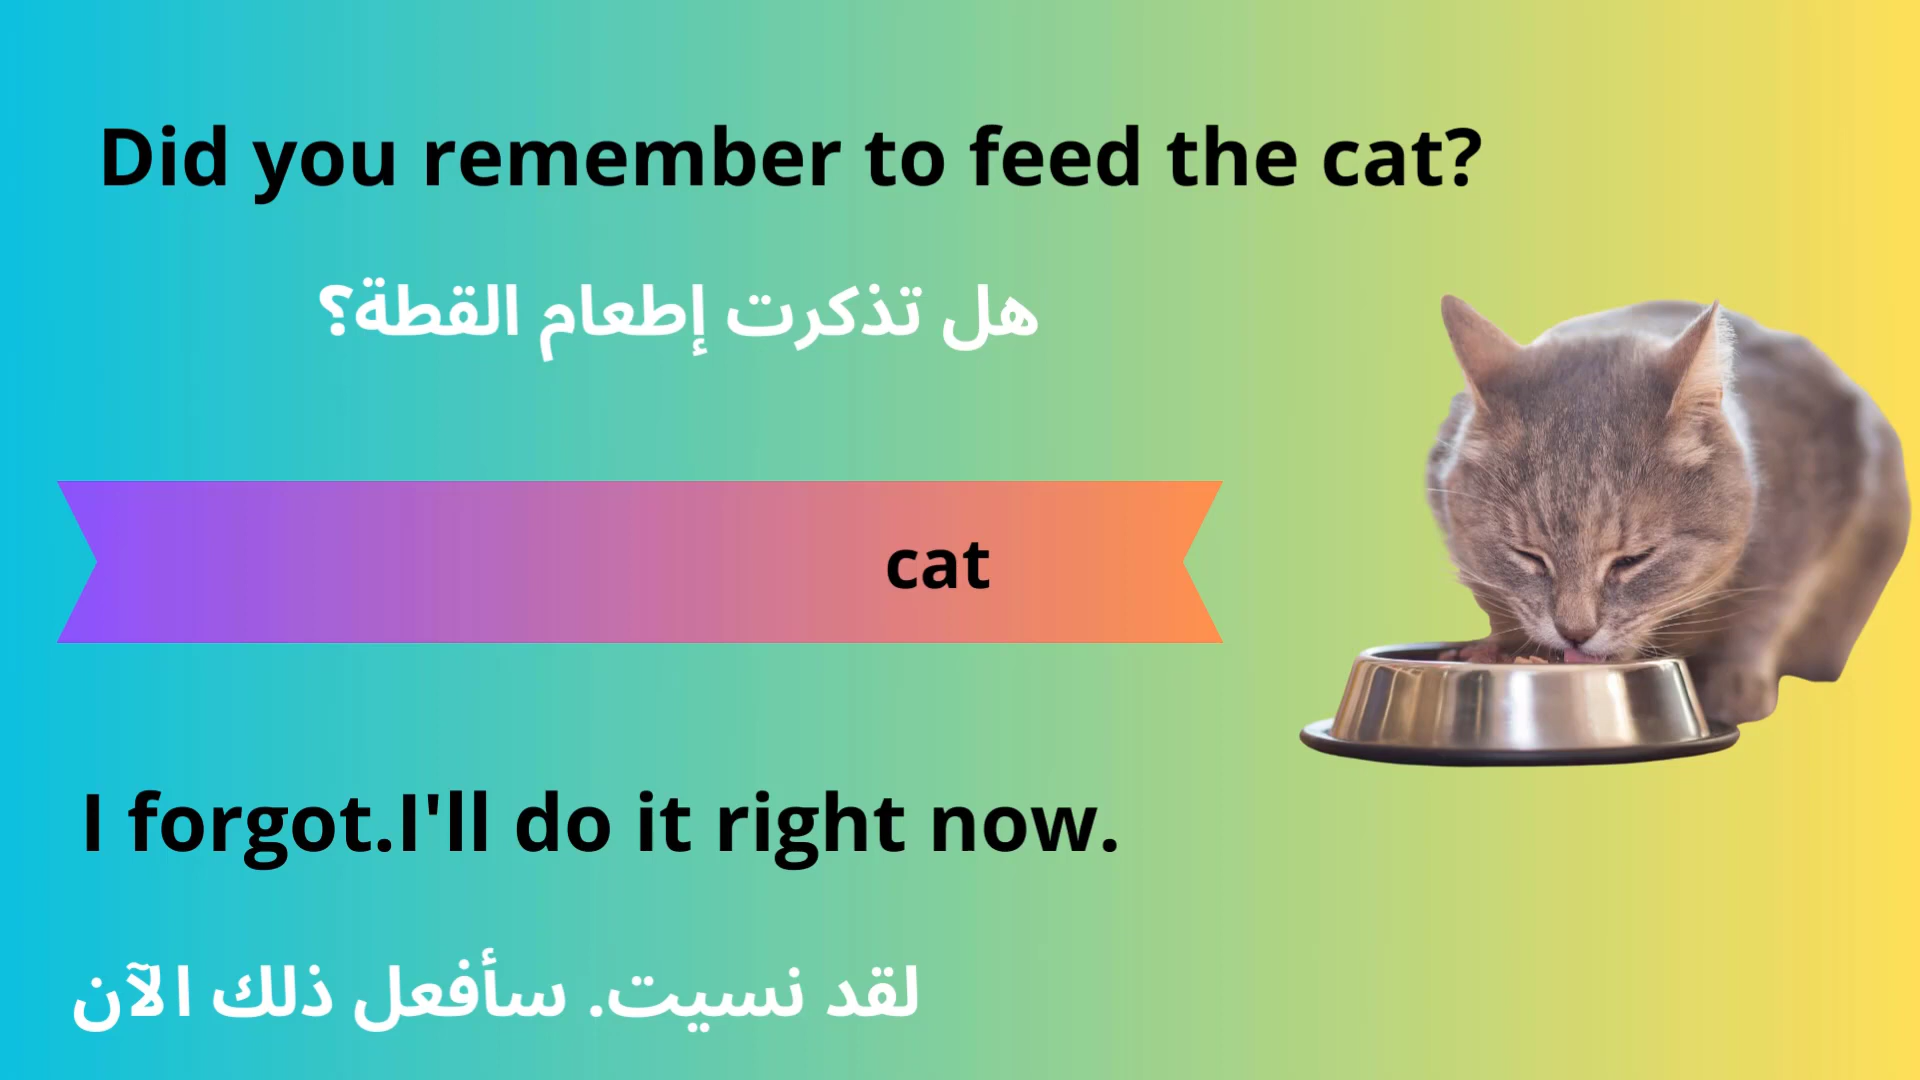 Did you remember to feed the cat?
هل تذكرت إطعام القطة؟
cat
I forgot.I'll do it right now.
لقد نسيت. سأفعل ذلك الآن